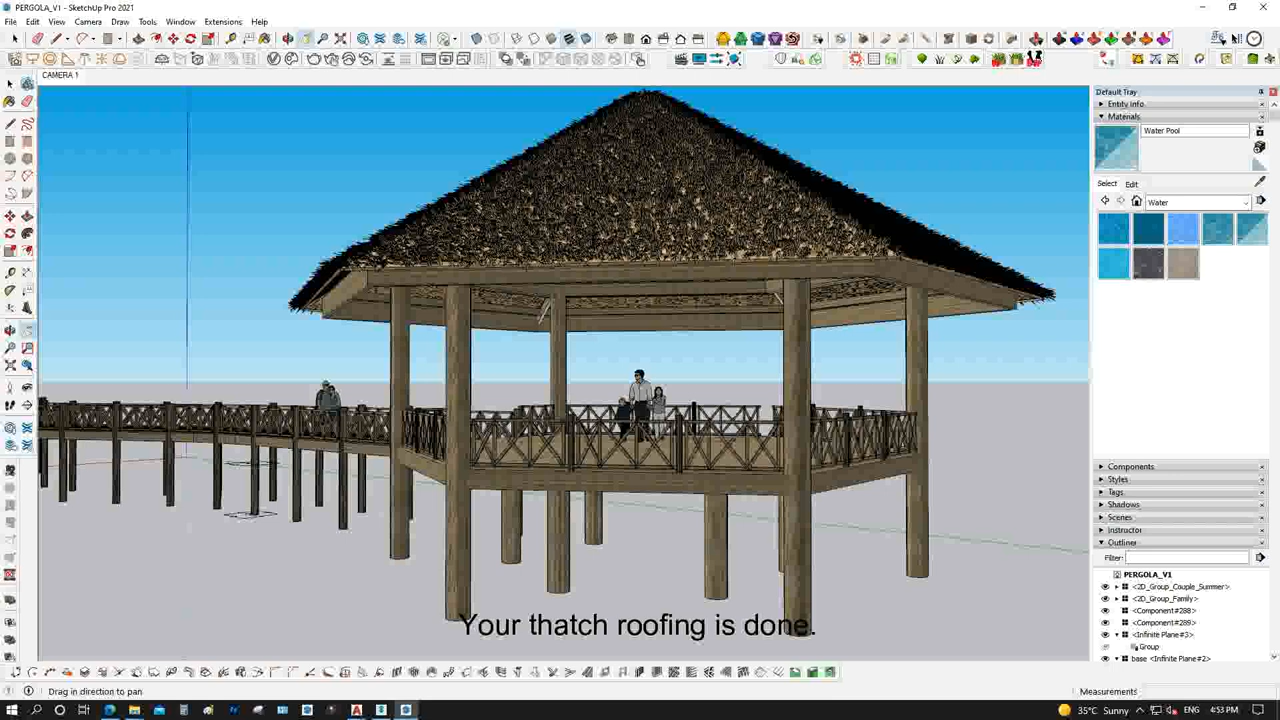 PERGOLA_V1 - SketchUp Pro 2021
File Edit View Camera Draw Tools Window Extensions Help
CAMERA 1
Default Tray
Entity Info
Materials
Water Pool
Select Edit
Water
Components
Styles
Tags
Shadows
Scenes
Instructor
Outliner
Filter:
PERGOLA_V1
<2D_Group_Couple_Summer>
<2D_Group_Family>
<Component#288>
<Component#289>
<Infinite Plane#3>
Group
base <Infinite Plane#2>
Your thatch roofing is done.
Drag in direction to pan
Measurements
35°C Sunny ENG 4:53 PM